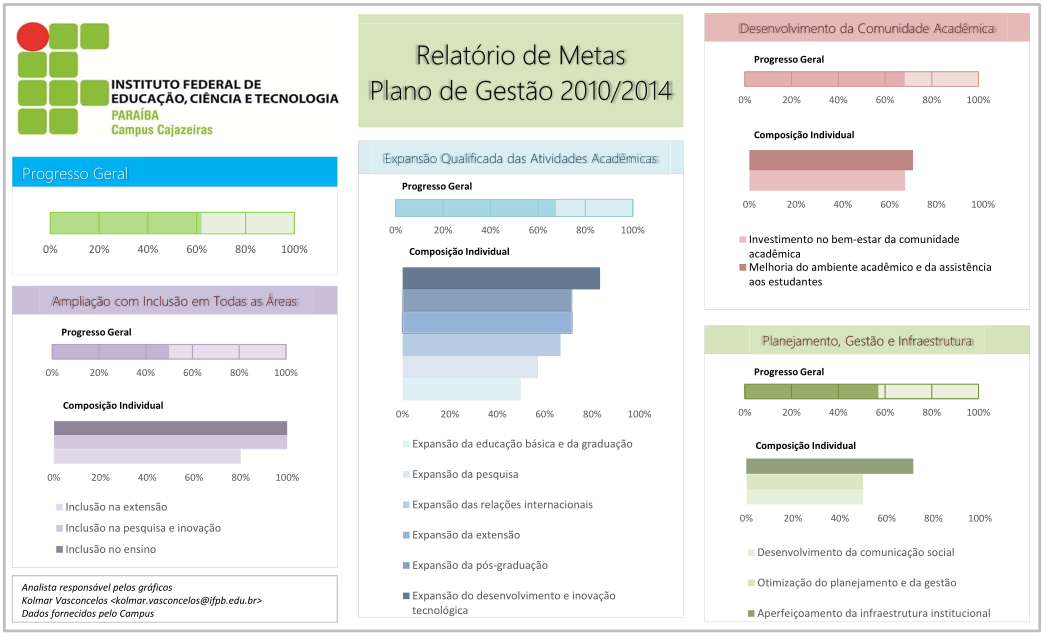 INSTITUTO FEDERAL DE
EDUCAÇÃO, CIÊNCIA E TECNOLOGIA
PARAÍBA
Campus Cajazeiras
Progresso Geral
0% 20% 40% 60% 80% 100%
Ampliação com Inclusão em Todas as Áreas
Progresso Geral
0% 20% 40% 60% 80% 100%
Composição Individual
0% 20% 40% 60% 80% 100%
Inclusão na extensão
Inclusão na pesquisa e inovação
Inclusão no ensino
Analista responsável pelos gráficos
Kolmar Vasconcelos <kolmar.vasconcelos@ifpb.edu.br>
Dados fornecidos pelo Campus
Relatório de Metas
Plano de Gestão 2010/2014
Expansão Qualificada das Atividades Acadêmicas
Progresso Geral
0% 20% 40% 60% 80% 100%
Composição Individual
0% 20% 40% 60% 80% 100%
Expansão da educação básica e da graduação
Expansão da pesquisa
Expansão das relações internacionais
Expansão da extensão
Expansão da pós-graduação
Expansão do desenvolvimento e inovação
tecnológica
Desenvolvimento da Comunidade Acadêmica
Progresso Geral
0% 20% 40% 60% 80% 100%
Composição Individual
0% 20% 40% 60% 80% 100%
Investimento no bem-estar da comunidade
acadêmica
Melhoria do ambiente acadêmico e da assistência
aos estudantes
Planejamento, Gestão e Infraestrutura
Progresso Geral
0% 20% 40% 60% 80% 100%
Composição Individual
0% 20% 40% 60% 80% 100%
Desenvolvimento da comunicação social
Otimização do planejamento e da gestão
Aperfeiçoamento da infraestrutura institucional